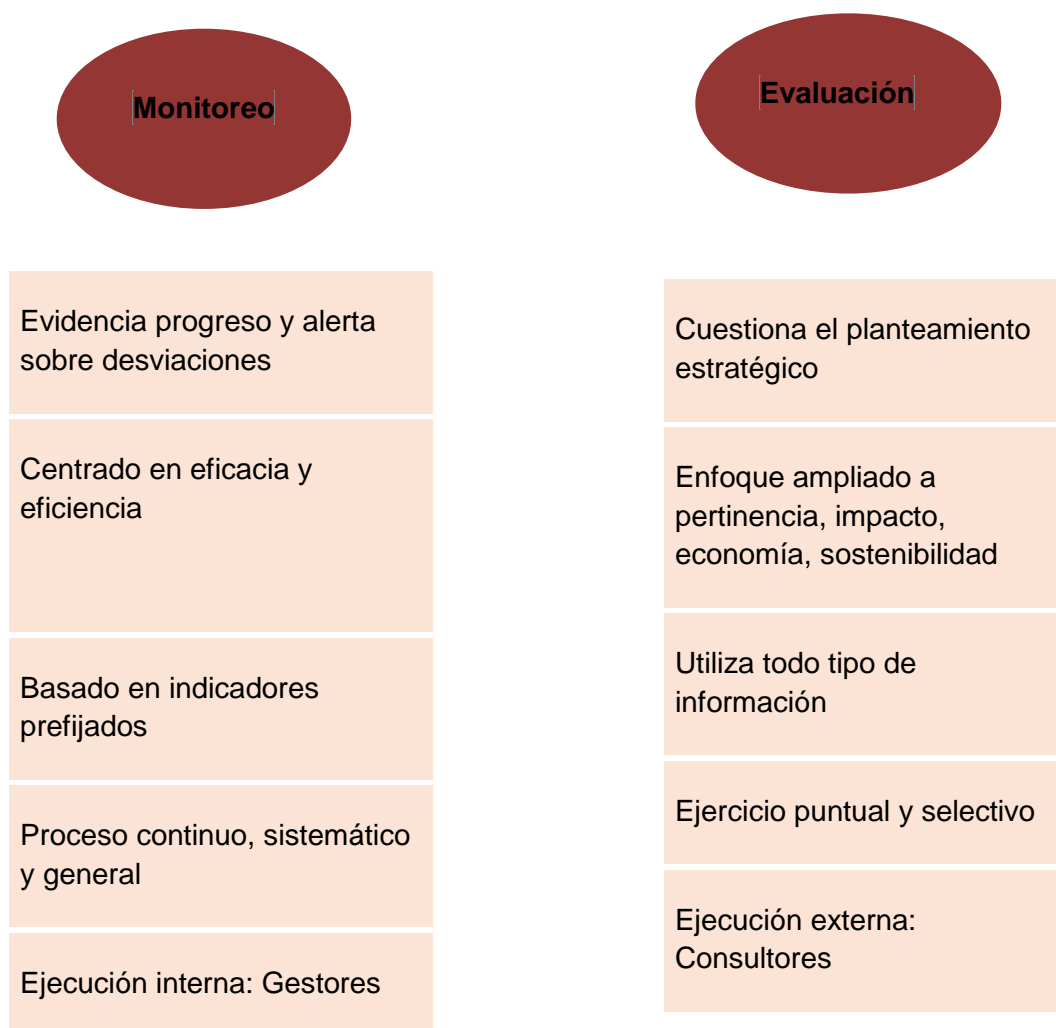 Monitoreo
Evidencia progreso y alerta
sobre desviaciones
Centrado en eficacia y
eficiencia
Basado en indicadores
prefijados
Proceso continuo, sistemático
y general
Ejecución interna: Gestores
Evaluación
Cuestiona el planteamiento
estratégico
Enfoque ampliado a
pertinencia, impacto,
economía, sostenibilidad
Utiliza todo tipo de
información
Ejercicio puntual y selectivo
Ejecución externa:
Consultores